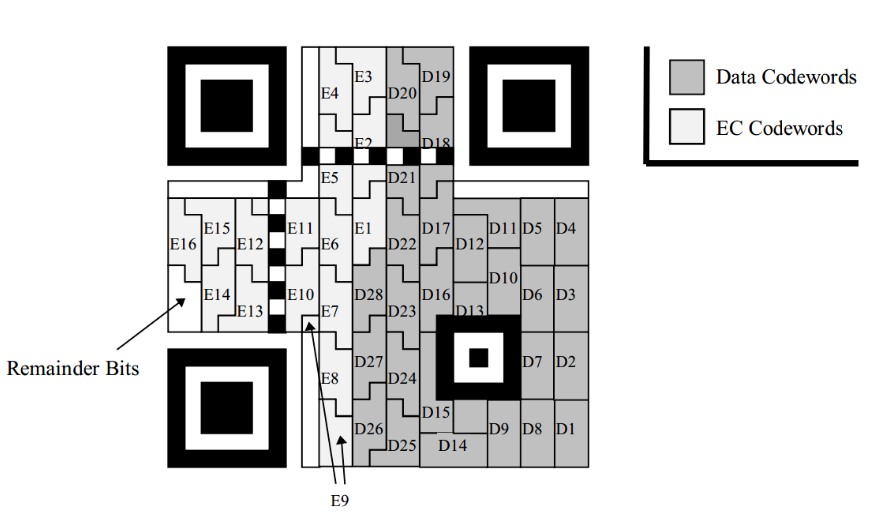 E3 D19
E4 D20
E2 D18
E5 D21
E15 E11 E1 D17 D11 D5 D4
E16 E12 E6 D22 D12
D10
E14 E10 D28 D16 D6 D3
E13 E7 D23 D13
D27 D7 D2
E8 D24
D15
D26 D9 D8 D1
D25 D14
Data Codewords
EC Codewords
Remainder Bits
E9